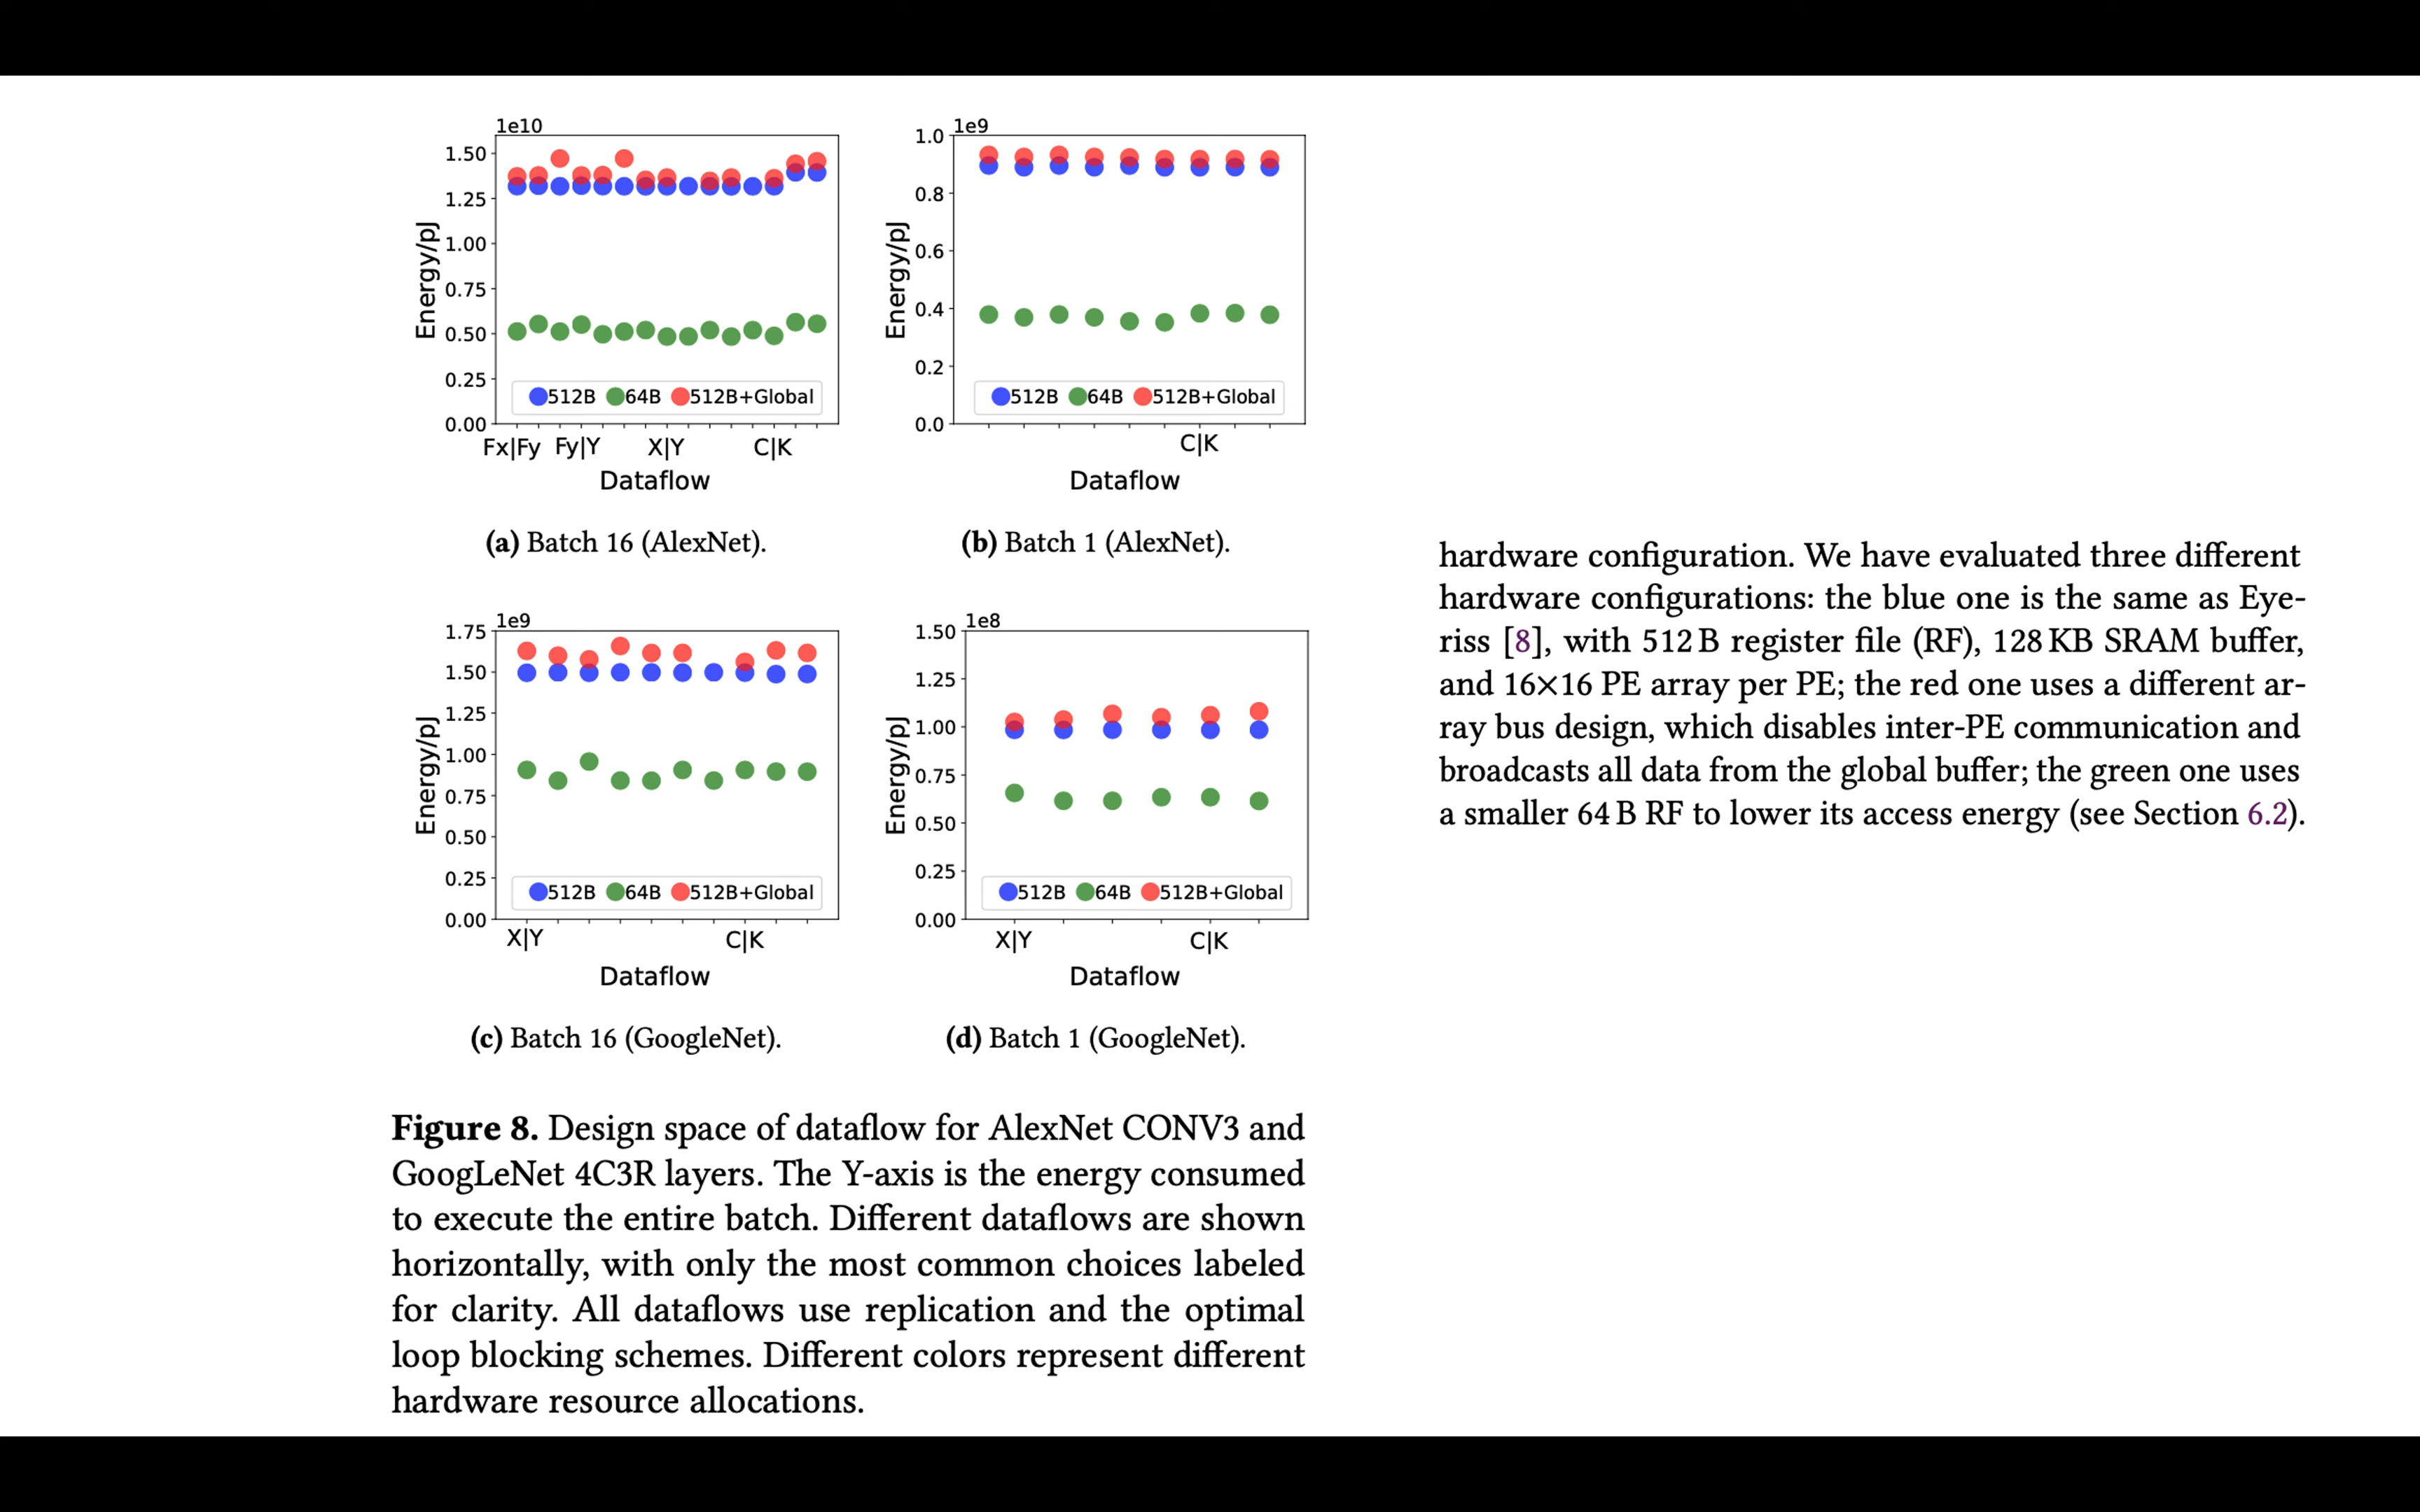 1e10
1.50
1.25
1.00
0.75
0.50
0.25
0.00
Energy/pJ
512B 64B 512B+Global
Fx|Fy Fy|Y X|Y C|K
Dataflow
(a) Batch 16 (AlexNet).
1e9
1.0
0.8
0.6
0.4
0.2
0.0
Energy/pJ
512B 64B 512B+Global
C|K
Dataflow
(b) Batch 1 (AlexNet).
1e9
1.75
1.50
1.25
1.00
0.75
0.50
0.25
0.00
Energy/pJ
512B 64B 512B+Global
X|Y C|K
Dataflow
(c) Batch 16 (GoogleNet).
1e8
1.50
1.25
1.00
0.75
0.50
0.25
0.00
Energy/pJ
512B 64B 512B+Global
X|Y C|K
Dataflow
(d) Batch 1 (GoogleNet).
Figure 8. Design space of dataflow for AlexNet CONV3 and
GoogLeNet 4C3R layers. The Y-axis is the energy consumed
to execute the entire batch. Different dataflows are shown
horizontally, with only the most common choices labeled
for clarity. All dataflows use replication and the optimal
loop blocking schemes. Different colors represent different
hardware resource allocations.
hardware configuration. We have evaluated three different
hardware configurations: the blue one is the same as Eye-
riss [8], with 512 B register file (RF), 128 KB SRAM buffer,
and 16×16 PE array per PE; the red one uses a different ar-
ray bus design, which disables inter-PE communication and
broadcasts all data from the global buffer; the green one uses
a smaller 64 B RF to lower its access energy (see Section 6.2).